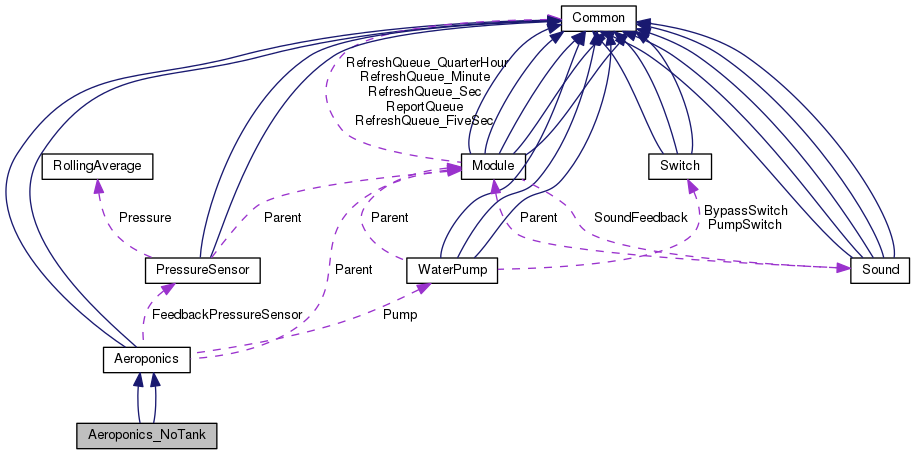 Common
RefreshQueue_QuarterHour
RefreshQueue_Minute
RefreshQueue_Sec
ReportQueue
RefreshQueue_FiveSec
RollingAverage
Module
Switch
Pressure
Parent
Parent
Parent
SoundFeedback
BypassSwitch
PumpSwitch
PressureSensor
WaterPump
Sound
Parent
FeedbackPressureSensor
Pump
Aeroponics
Aeroponics_NoTank